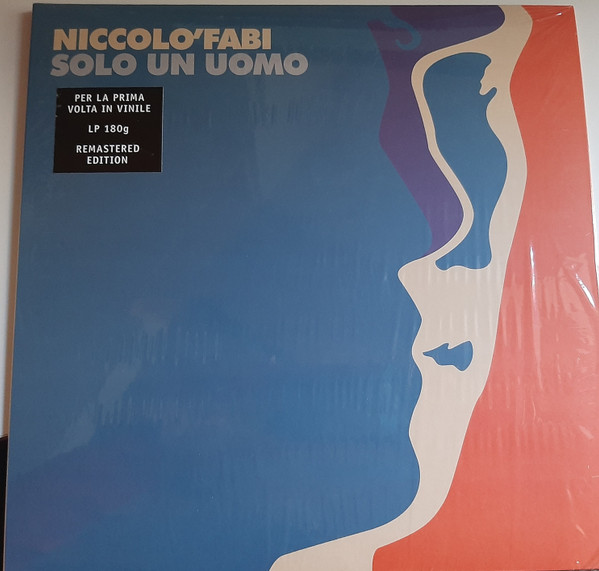 NICCOLO'FABI
SOLO UN UOMO
PER LA PRIMA
VOLTA IN VINILE
LP 180g
REMASTERED
EDITION